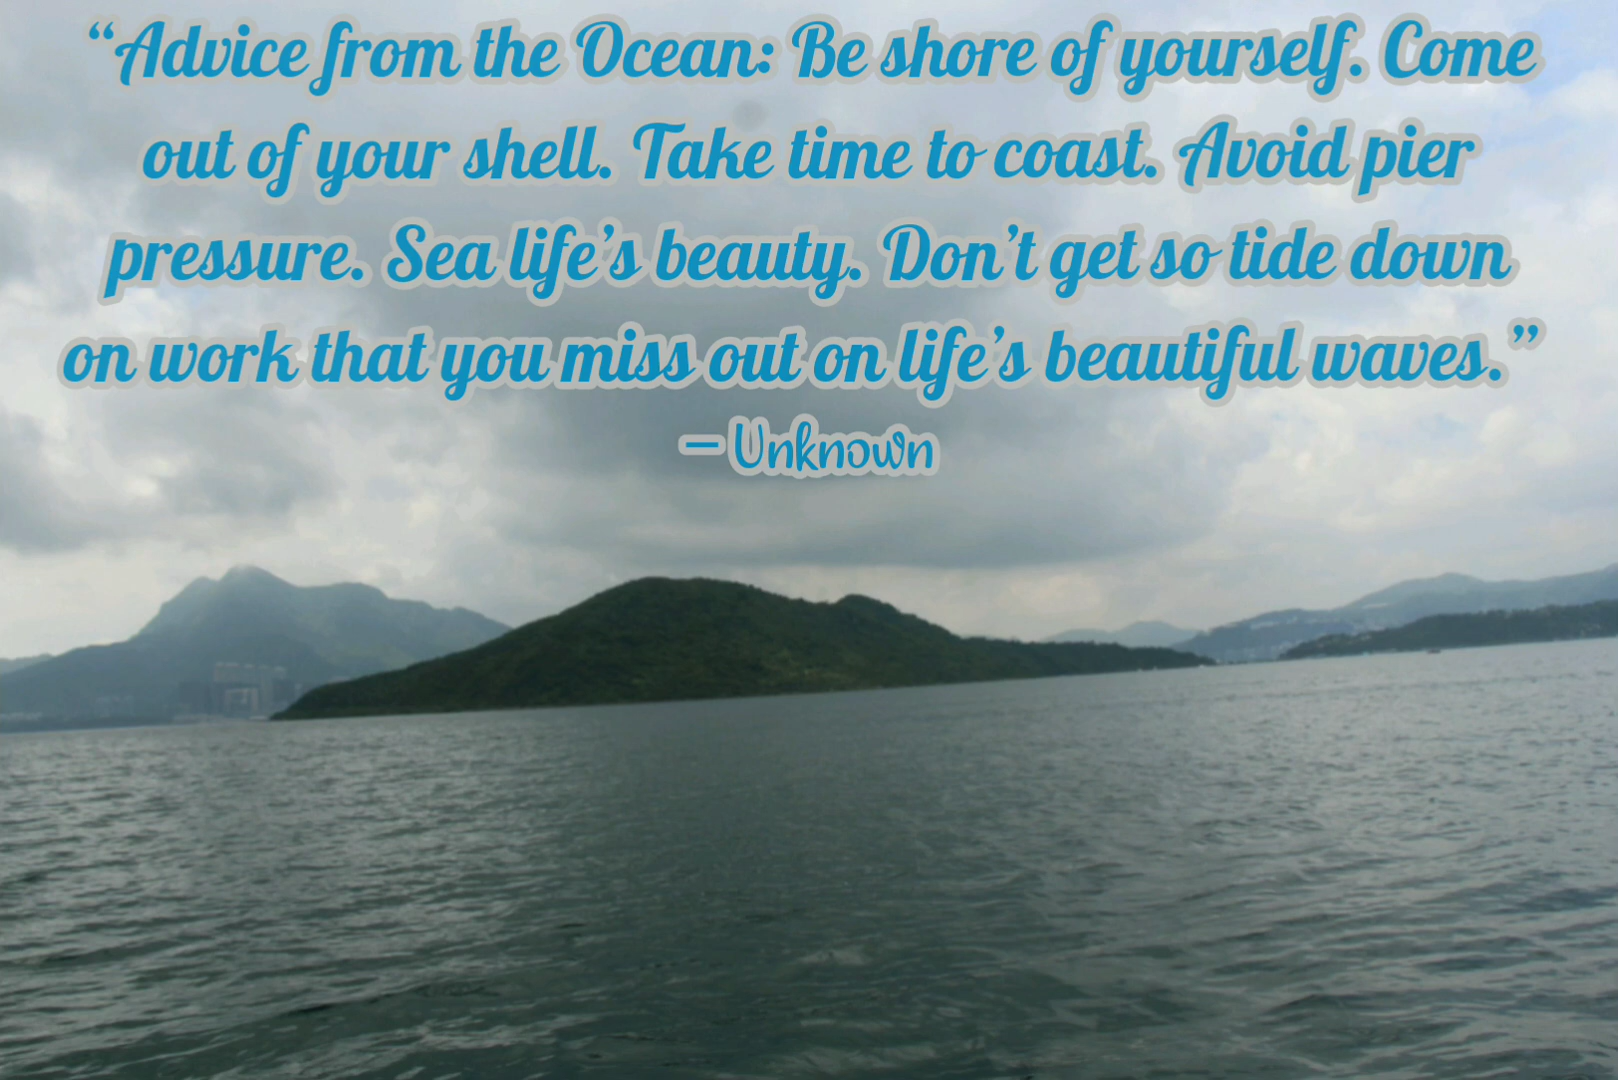 “Advice from the Ocean: Be shore of yourself. Come
out of your shell. Take time to coast. Avoid pier
pressure. Sea life’s beauty. Don’t get so tide down
on work that you miss out on life’s beautiful waves.”
– Unknown